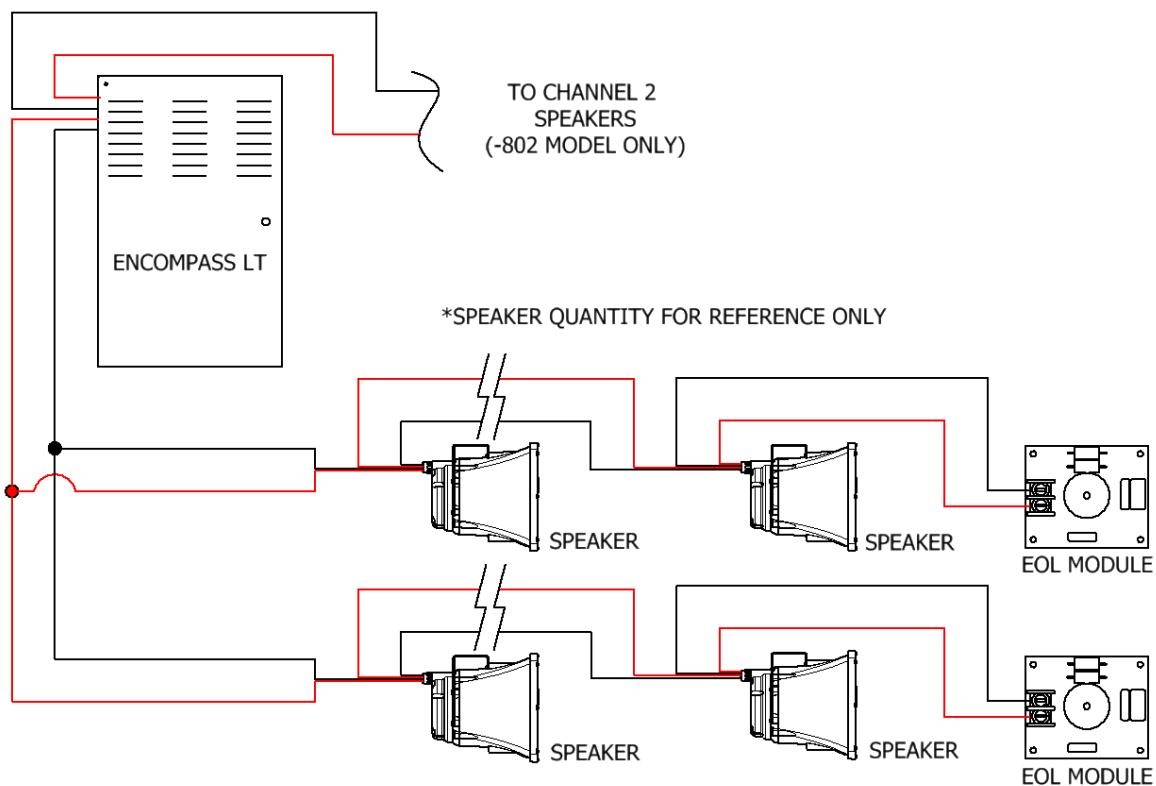 TO CHANNEL 2
SPEAKERS
(-802 MODEL ONLY)
ENCOMPASS LT
*SPEAKER QUANTITY FOR REFERENCE ONLY
SPEAKER
SPEAKER
EOL MODULE
SPEAKER
SPEAKER
EOL MODULE